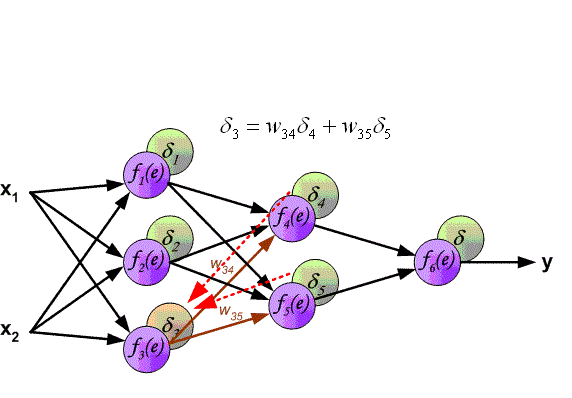 δ₃ = w₃₄δ₄ + w₃₅δ₅
δ₁
f₁(e)
x₁
δ₄
f₄(e)
δ₂
f₂(e)
w₃₄
δ
f₆(e)
y
δ₅
f₅(e)
w₃₅
x₂
δ₃
f₃(e)